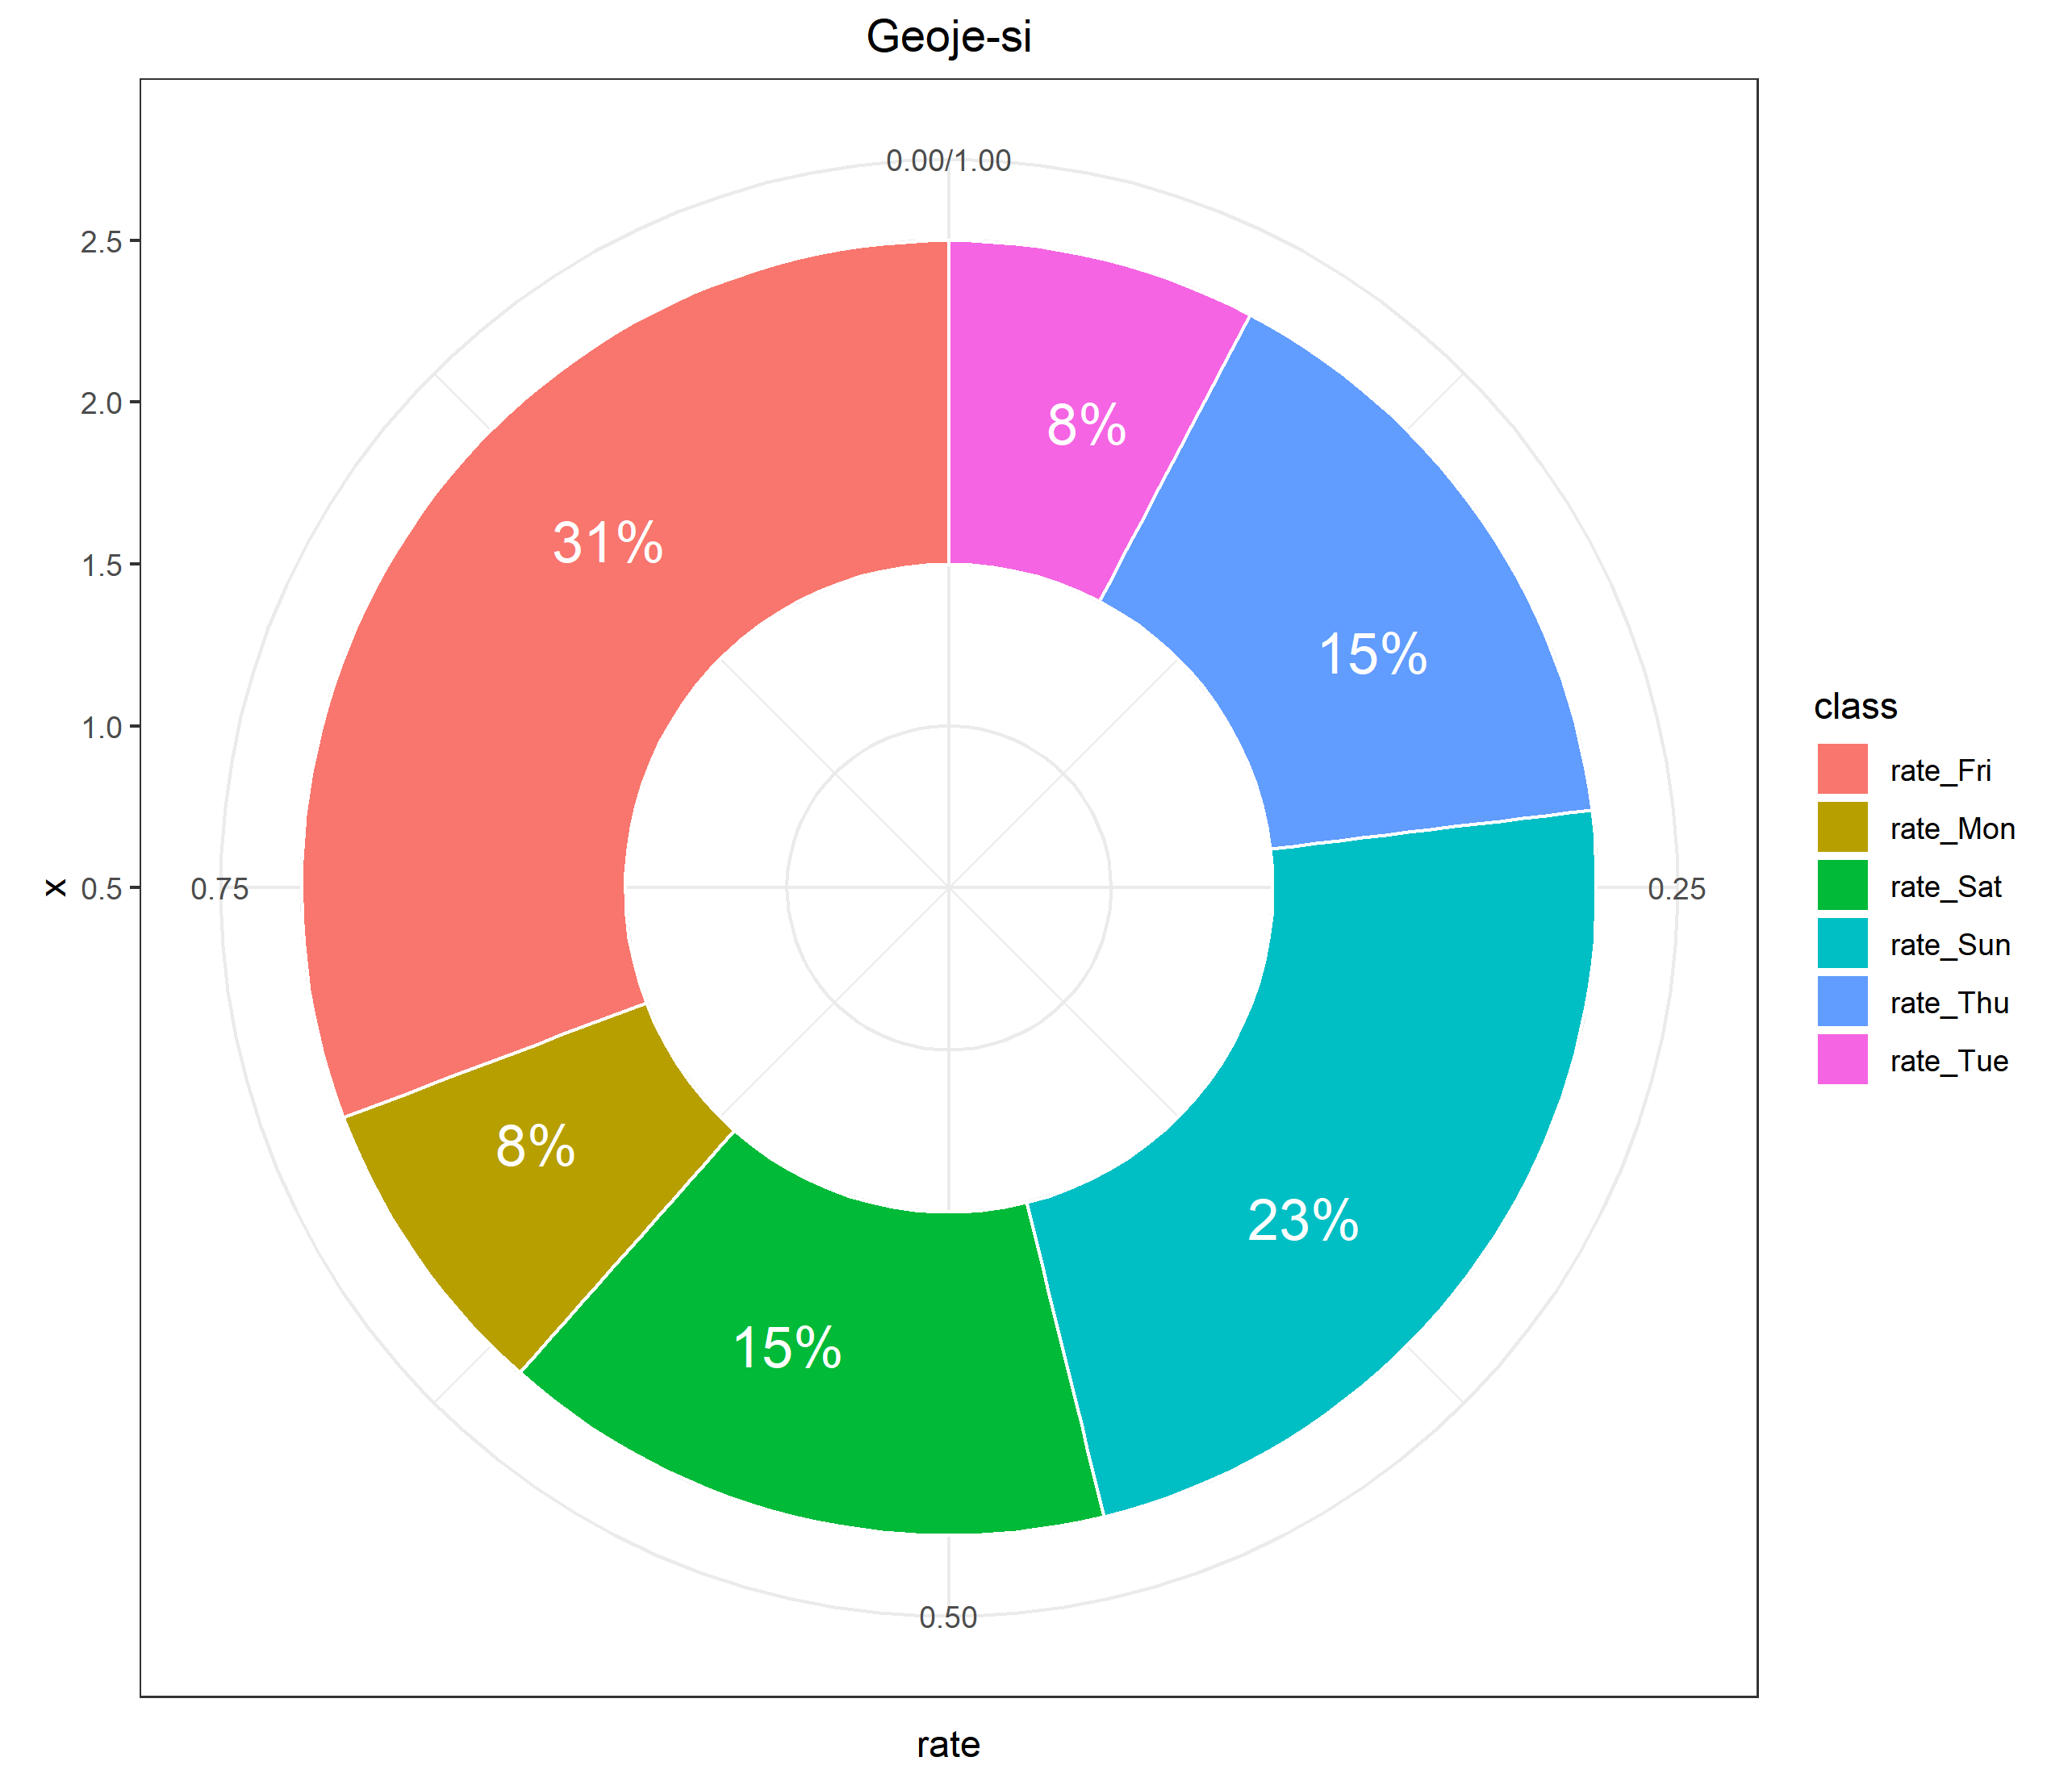 Geoje-si
0.00/1.00
2.5
2.0
1.5
1.0
0.5
x
0.75
0.25
0.50
8%
15%
23%
15%
8%
31%
rate
class
rate_Fri
rate_Mon
rate_Sat
rate_Sun
rate_Thu
rate_Tue